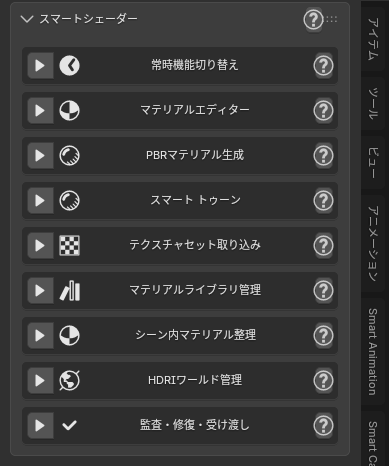 スマートシェーダー
常時機能切り替え
マテリアルエディター
PBRマテリアル生成
スマート トゥーン
テクスチャセット取り込み
マテリアルライブラリ管理
シーン内マテリアル整理
HDRIワールド管理
監査・修復・受け渡し
アイテム
ツール
ビュー
アニメーション
Smart Animation
Smart Ca